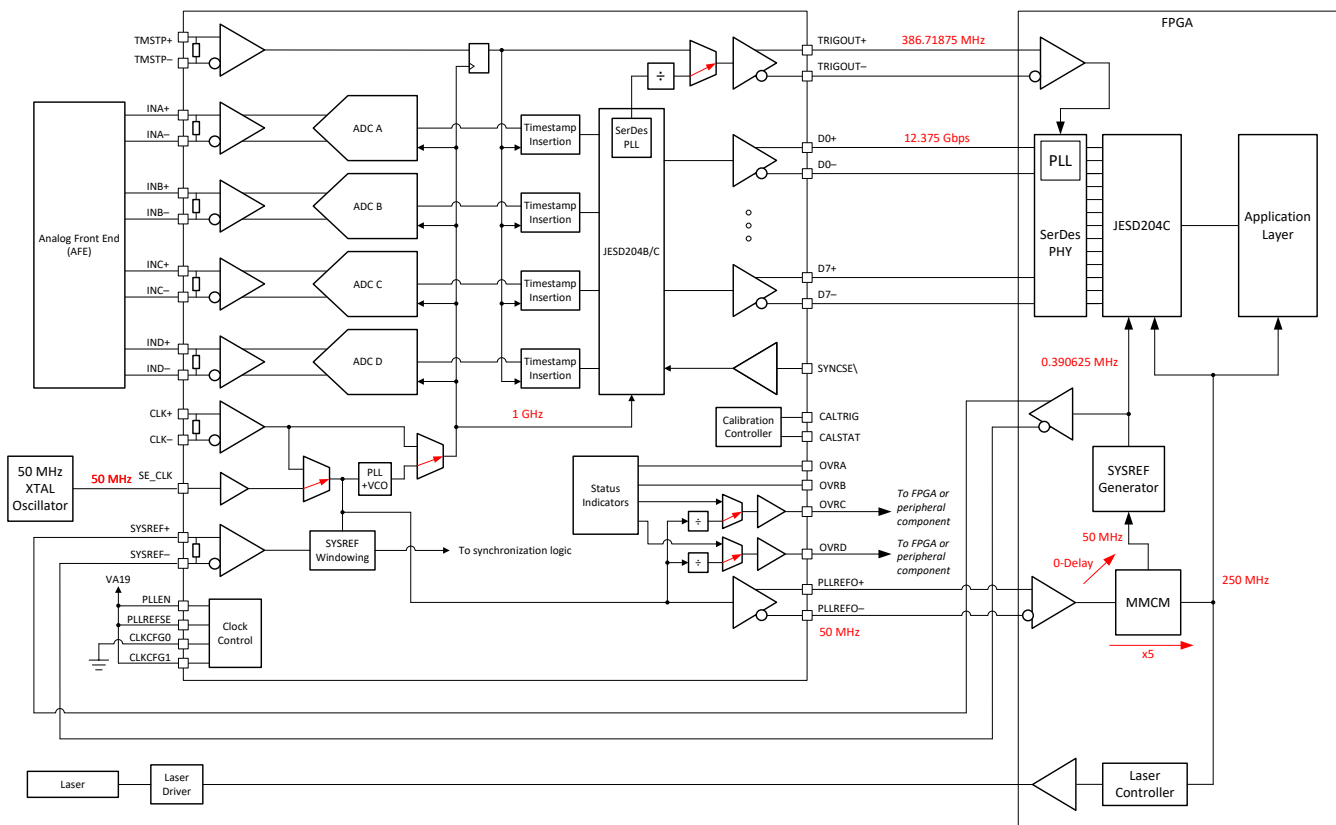 FPGA
TMSTP+
TMSTP–
÷
TRIGOUT+
386.71875 MHz
TRIGOUT–
INA+
INA–
ADC A
Timestamp
Insertion
SerDes
PLL
D0+
12.375 Gbps
D0–
PLL
INB+
INB–
ADC B
Timestamp
Insertion
Analog Front End
(AFE)
JESD204B/C
SerDes
PHY
JESD204C
Application
Layer
INC+
INC–
ADC C
Timestamp
Insertion
D7+
D7–
IND+
IND–
ADC D
Timestamp
Insertion
SYNCSE\
0.390625 MHz
CLK+
CLK–
1 GHz
Calibration
Controller
CALTRIG
CALSTAT
50 MHz
XTAL
Oscillator
50 MHz
SE_CLK
PLL
+VCO
Status
Indicators
OVRA
OVRB
OVRC
÷
To FPGA or
peripheral
component
SYSREF
Generator
SYSREF+
SYSREF–
SYSREF
Windowing
To synchronization logic
OVRD
÷
To FPGA or
peripheral
component
50 MHz
0-Delay
VA19
PLLEN
PLLREFSE
CLKCFG0
CLKCFG1
Clock
Control
PLLREFO+
PLLREFO–
50 MHz
MMCM
x5
250 MHz
Laser
Laser
Driver
Laser
Controller